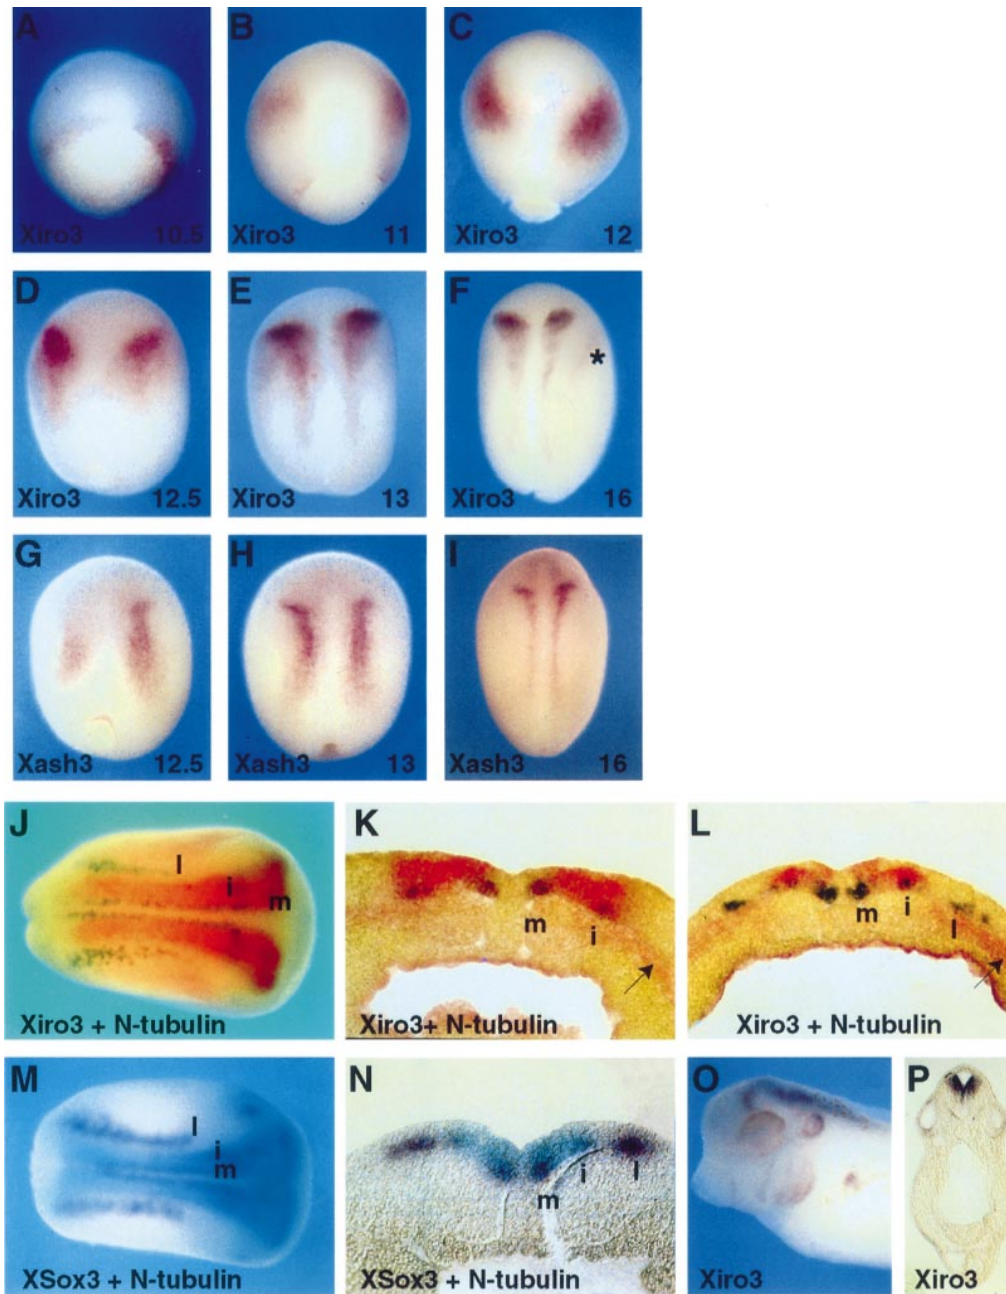 A
B
C
Xiro3 10.5
Xiro3 11
Xiro3 12
D
E
F
*
Xiro3 12.5
Xiro3 13
Xiro3 16
G
H
I
Xash3 12.5
Xash3 13
Xash3 16
J
K
L
l
i
m
m
i
m
i
l
Xiro3 + N-tubulin
Xiro3+ N-tubulin
Xiro3 + N-tubulin
M
N
O
P
l
i
m
m
i
l
XSox3 + N-tubulin
XSox3 + N-tubulin
Xiro3
Xiro3